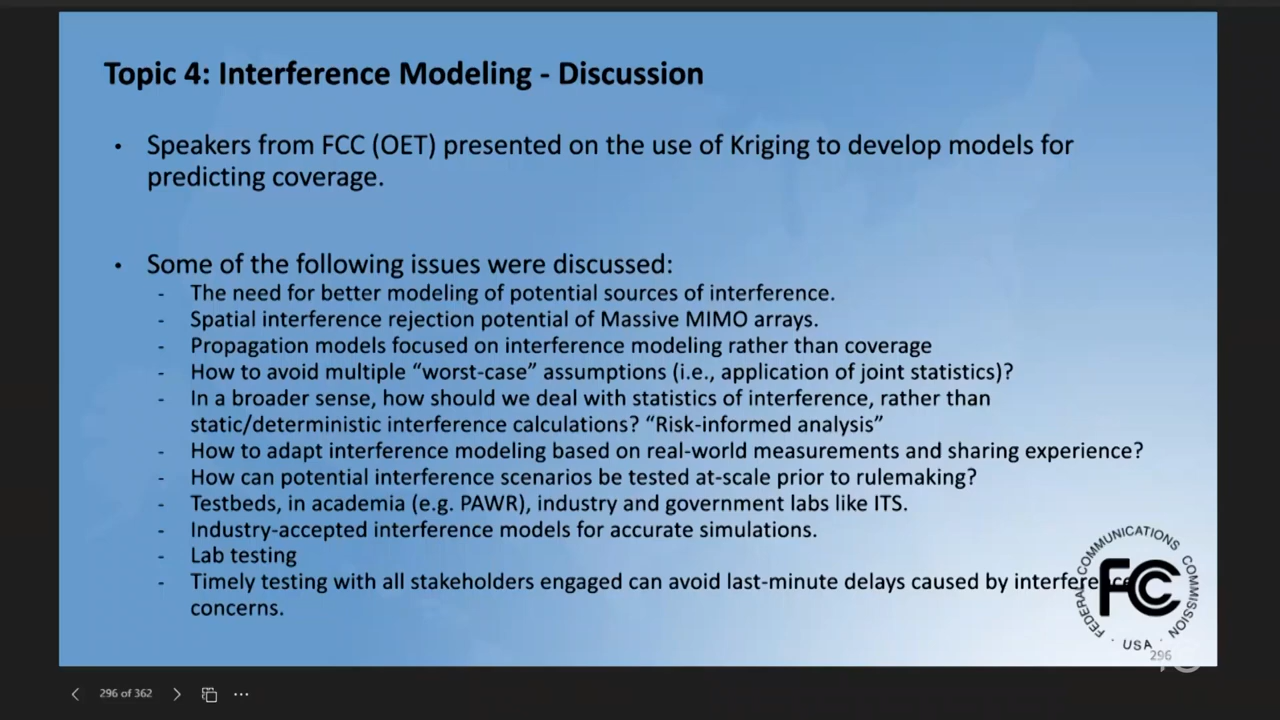 Topic 4: Interference Modeling - Discussion
• Speakers from FCC (OET) presented on the use of Kriging to develop models for
predicting coverage.
• Some of the following issues were discussed:
- The need for better modeling of potential sources of interference.
- Spatial interference rejection potential of Massive MIMO arrays.
- Propagation models focused on interference modeling rather than coverage
- How to avoid multiple “worst-case” assumptions (i.e., application of joint statistics)?
- In a broader sense, how should we deal with statistics of interference, rather than
static/deterministic interference calculations? “Risk-informed analysis”
- How to adapt interference modeling based on real-world measurements and sharing experience?
- How can potential interference scenarios be tested at-scale prior to rulemaking?
- Testbeds, in academia (e.g. PAWR), industry and government labs like ITS.
- Industry-accepted interference models for accurate simulations.
- Lab testing
- Timely testing with all stakeholders engaged can avoid last-minute delays caused by interference
concerns.
FEDERAL COMMUNICATIONS COMMISSION
FCC
· USA ·
296
296 of 362